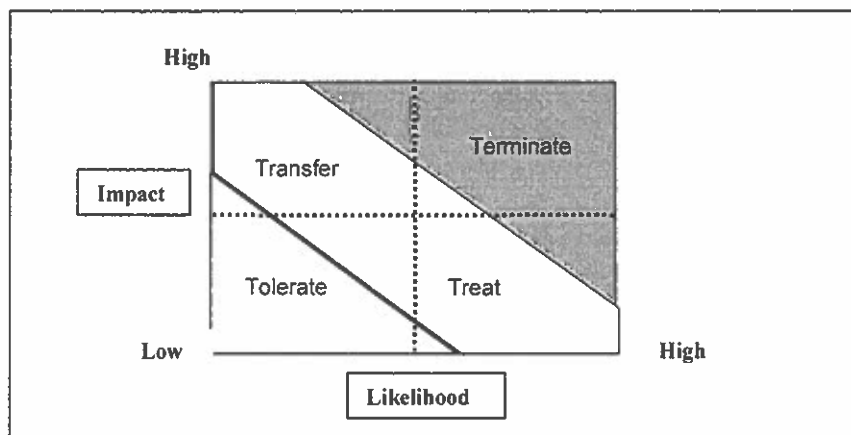 High
Terminate
Transfer
Impact
Tolerate
Treat
Low
High
Likelihood